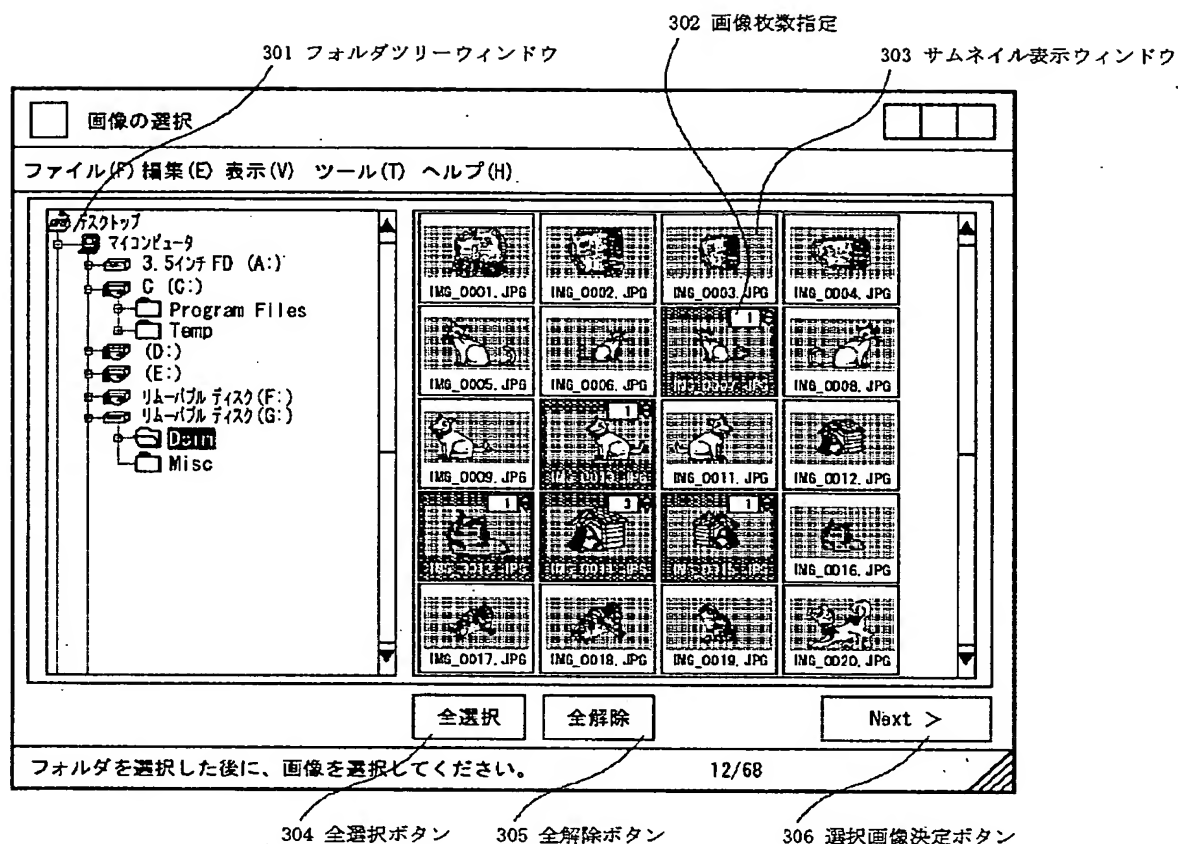 302 画像枚数指定
301 フォルダツリーウィンドウ
303 サムネイル表示ウィンドウ
画像の選択
ファイル(F) 編集(E) 表示(V) ツール(T) ヘルプ(H)
デスクトップ
マイコンピュータ
3.5インチ FD (A:)
C (C:)
Program Files
Temp
(D:)
(E:)
リムーバブル ディスク(F:)
リムーバブル ディスク(G:)
Misc
IMG_0001.JPG IMG_0002.JPG IMG_0003.JPG IMG_0004.JPG
1
IMG_0005.JPG IMG_0006.JPG IMG_0007.JPG IMG_0008.JPG
1
IMG_0009.JPG IMG_0011.JPG IMG_0012.JPG
1 3 1
IMG_0016.JPG
IMG_0017.JPG IMG_0018.JPG IMG_0019.JPG IMG_0020.JPG
全選択 全解除 Next >
フォルダを選択した後に、画像を選択してください。 12/68
304 全選択ボタン 305 全解除ボタン 306 選択画像決定ボタン